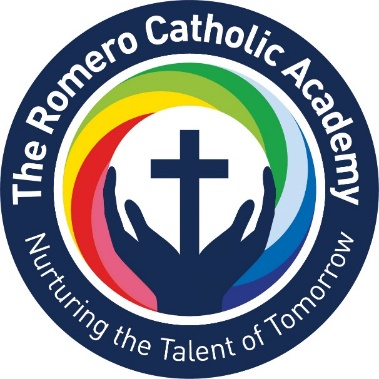 The Romero Catholic Academy
Nurturing the Talent of Tomorrow